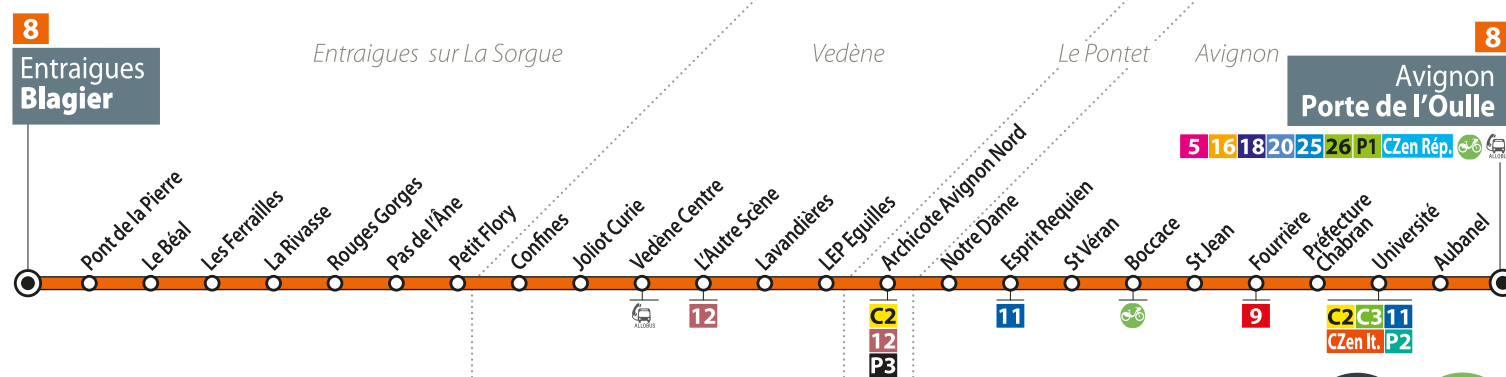 8
Entraigues
Blagier
Entraigues sur La Sorgue
Vedène
Le Pontet
Avignon
8
Avignon
Porte de l'Oulle
5 16 18 20 25 26 P1 CZen Rép.
ALLOBUS
Pont de la Pierre
Le Béal
Les Ferrailles
La Rivasse
Rouges Gorges
Pas de l'Âne
Petit Flory
Confines
Joliot Curie
Vedène Centre
L'Autre Scène
Lavandières
LEP Eguilles
Archicote Avignon Nord
Notre Dame
Esprit Requien
St Véran
Boccace
St Jean
Fourrière
Préfecture
Chabran
Université
Aubanel
ALLOBUS
12
C2
12
P3
11
9
C2 C3 11
CZen It. P2